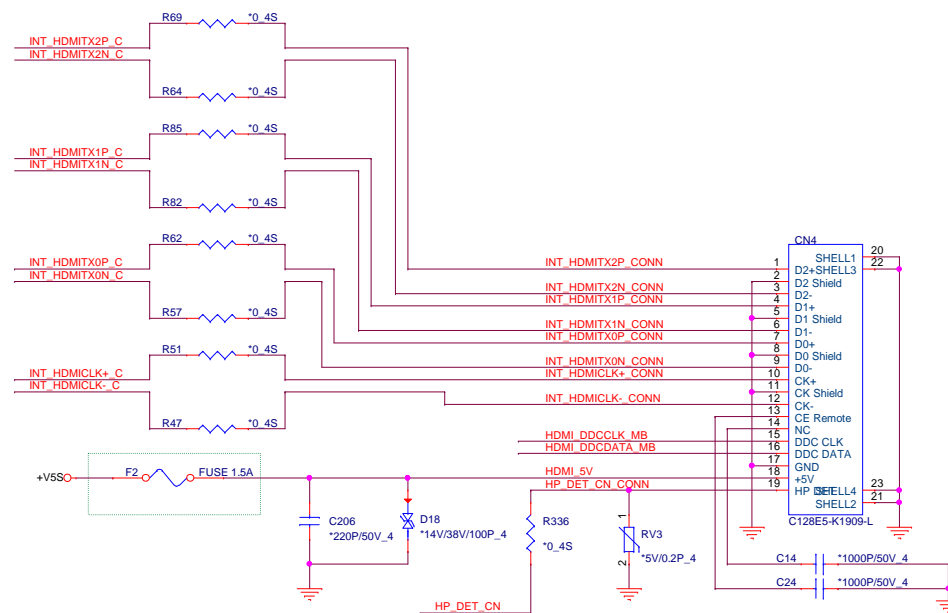 R69 *0_4S
INT_HDMITX2P_C
INT_HDMITX2N_C
R64 *0_4S
R85 *0_4S
INT_HDMITX1P_C
INT_HDMITX1N_C
R82 *0_4S
R62 *0_4S
INT_HDMITX0P_C
INT_HDMITX0N_C
R57 *0_4S
R51 *0_4S
INT_HDMICLK+_C
INT_HDMICLK-_C
R47 *0_4S
CN4
SHELL1 20
INT_HDMITX2P_CONN 1 D2+SHELL3 22
2 D2 Shield
INT_HDMITX2N_CONN 3 D2-
INT_HDMITX1P_CONN 4 D1+
5 D1 Shield
INT_HDMITX1N_CONN 6 D1-
INT_HDMITX0P_CONN 7 D0+
8 D0 Shield
INT_HDMITX0N_CONN 9 D0-
INT_HDMICLK+_CONN 10 CK+
11 CK Shield
INT_HDMICLK-_CONN 12 CK-
13 CE Remote
14 NC
HDMI_DDCCLK_MB 15 DDC CLK
HDMI_DDCDATA_MB 16 DDC DATA
17 GND
+V5S F2 FUSE 1.5A HDMI_5V 18 +5V
HP_DET_CN_CONN 19 HP DET SHELL4 23
SHELL2 21
C128E5-K1909-L
C206
*220P/50V_4
D18
*14V/38V/100P_4
R336
*0_4S
1
RV3
*5V/0.2P_4
2
C14 *1000P/50V_4
C24 *1000P/50V_4
HP_DET_CN